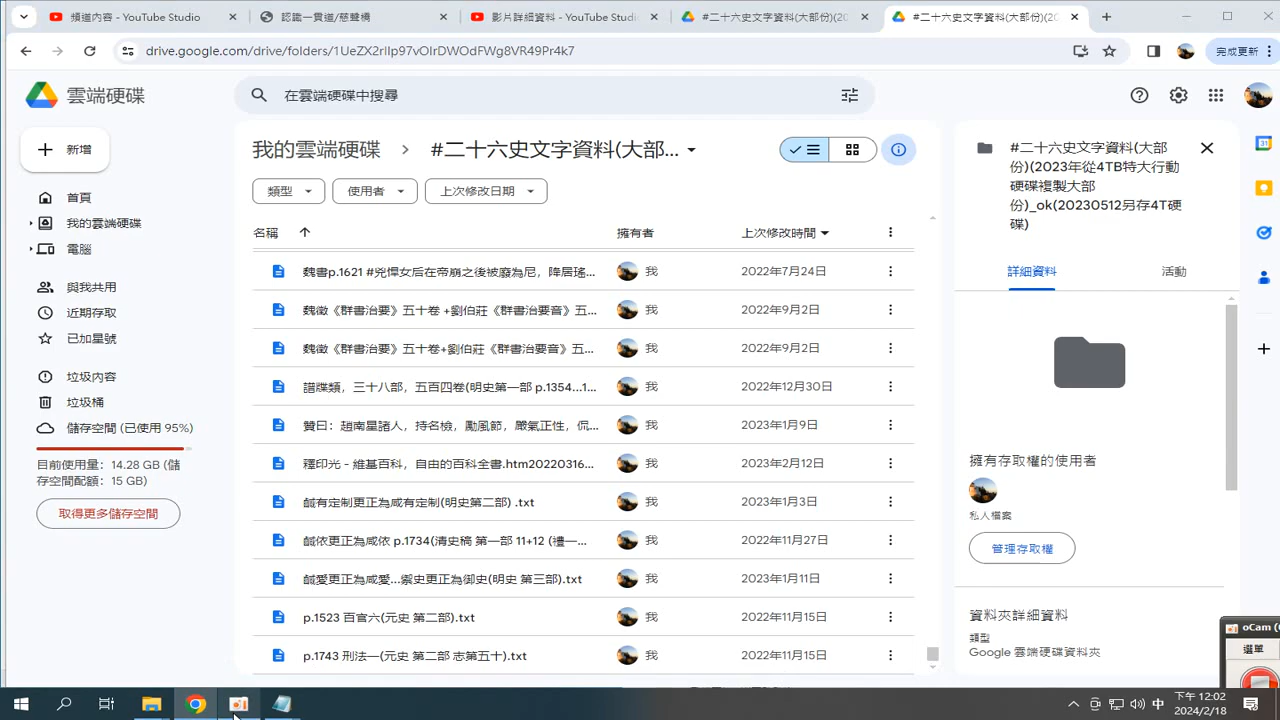 頻道內容 - YouTube Studio
認識一貫道/慈聲橋
影片詳細資料 - YouTube Studio
#二十六史文字資料(大部份)(202
#二十六史文字資料(大部份)(20
drive.google.com/drive/folders/1UeZX2rIlp97vOIrDWOdFWg8VR49Pr4k7
完成更新
雲端硬碟
在雲端硬碟中搜尋
新增
首頁
我的雲端硬碟
電腦
與我共用
近期存取
已加星號
垃圾內容
垃圾桶
儲存空間 (已使用 95%)
目前使用量：14.28 GB (儲
存空間配額：15 GB)
取得更多儲存空間
我的雲端硬碟 > #二十六史文字資料(大部...
類型
使用者
上次修改日期
名稱 擁有者 上次修改時間
魏書p.1621 #兇悍女后在帝崩之後被廢為尼，降居瑤... 我 2022年7月24日
魏徵《群書治要》五十卷 +劉伯莊《群書治要音》五... 我 2022年9月2日
魏徵《群書治要》五十卷+劉伯莊《群書治要音》五... 我 2022年9月2日
譜牒類，三十八部，五百四卷(明史第一部 p.1354...1... 我 2022年12月30日
贊曰：趙南星諸人，持名檢，勵風節，嚴氣正性，侃... 我 2023年1月9日
釋印光 - 維基百科，自由的百科全書.htm20220316... 我 2023年2月12日
鹹有定制更正為咸有定制(明史第二部) .txt 我 2023年1月3日
鹹依更正為咸依 p.1734(清史稿 第一部 11+12 (禮一... 我 2022年11月27日
鹹愛更正為咸愛...禦史更正為御史(明史 第三部).txt 我 2023年1月11日
p.1523 百官六(元史 第二部).txt 我 2022年11月15日
p.1743 刑法一(元史 第二部 志第五十).txt 我 2022年11月15日
#二十六史文字資料(大部
份)(2023年從4TB特大行動
硬碟複製大部
份)_ok(20230512另存4T硬
碟)
詳細資料
活動
擁有存取權的使用者
私人檔案
管理存取權
資料夾詳細資料
類型
Google 雲端硬碟資料夾
oCam (
選單
中
下午 12:02
2024/2/18